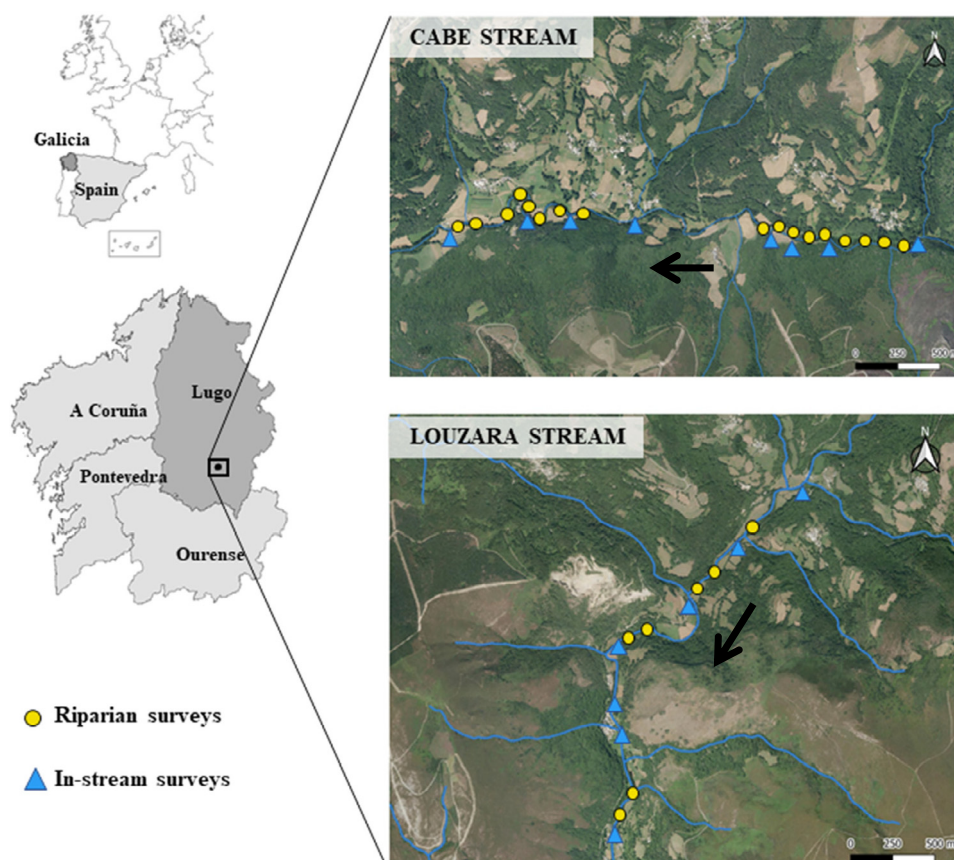 Galicia
Spain
A Coruña
Lugo
Pontevedra
Ourense
Riparian surveys
In-stream surveys
CABE STREAM
N
0 250 500 m
LOUZARA STREAM
N
0 250 500 m